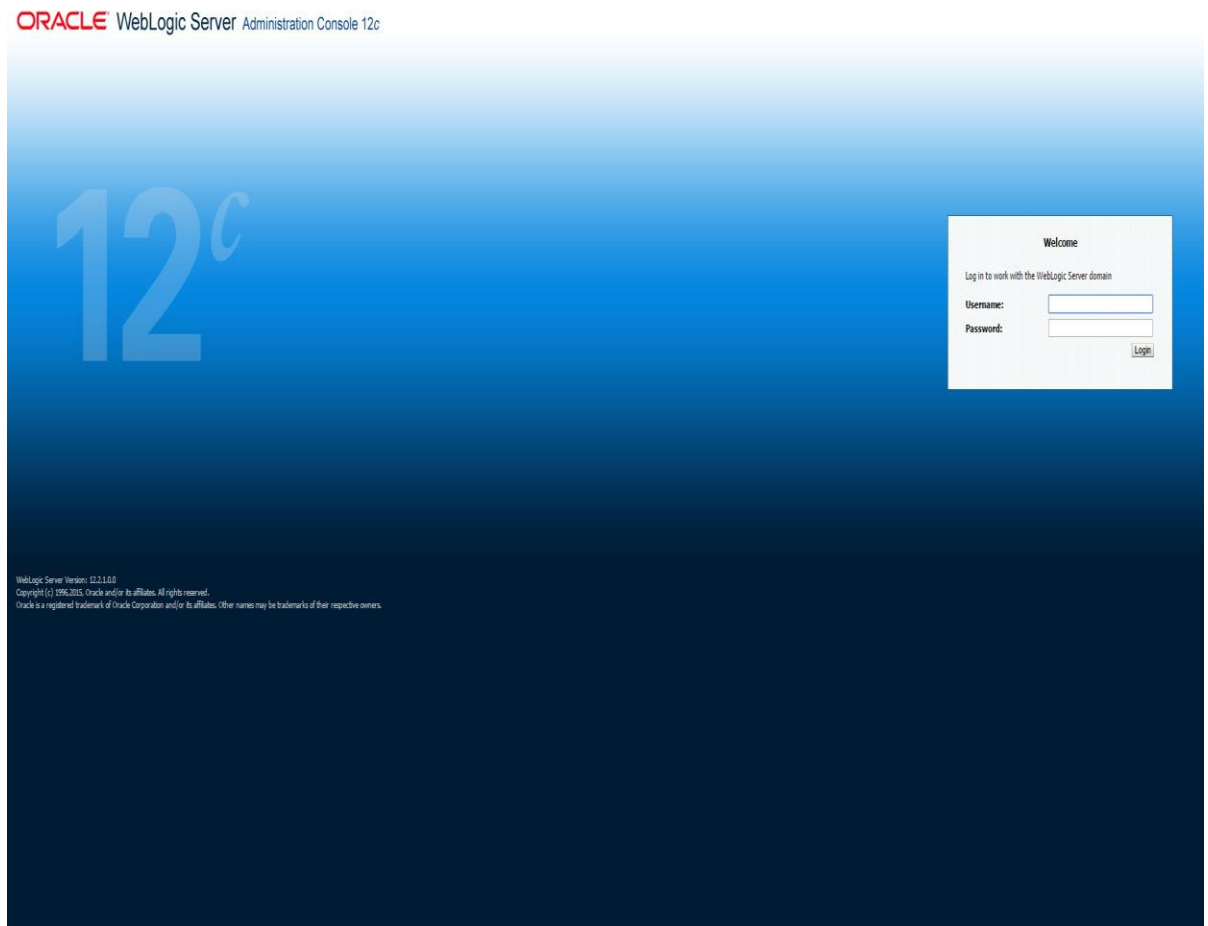 ORACLE WebLogic Server Administration Console 12c
12c
Welcome
Log in to work with the WebLogic Server domain
Username:
Password:
Login
WebLogic Server Version: 12.2.1.0.0
Copyright (c) 1996,2015, Oracle and/or its affiliates. All rights reserved.
Oracle is a registered trademark of Oracle Corporation and/or its affiliates. Other names may be trademarks of their respective owners.